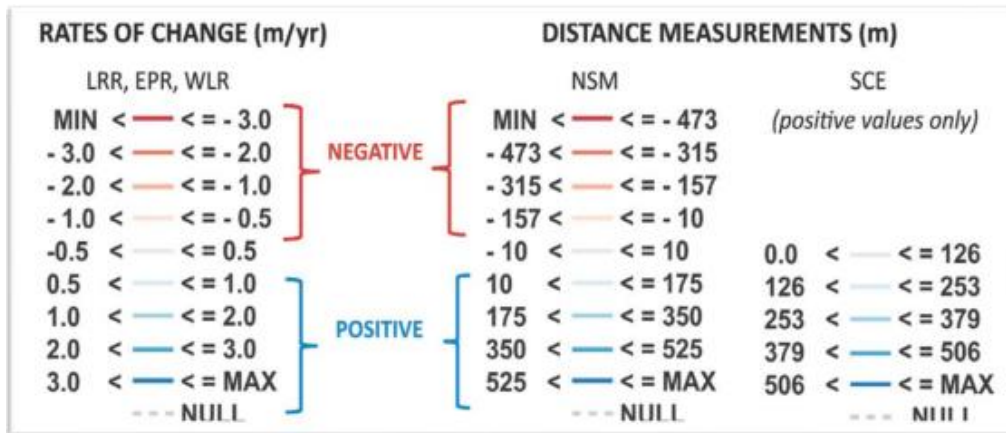 RATES OF CHANGE (m/yr) DISTANCE MEASUREMENTS (m)
LRR, EPR, WLR NSM SCE
MIN < < = - 3.0 MIN < < = - 473 (positive values only)
- 3.0 < < = - 2.0 NEGATIVE - 473 < < = - 315
- 2.0 < < = - 1.0 - 315 < < = - 157
- 1.0 < < = - 0.5 - 157 < < = - 10
-0.5 < < = 0.5 - 10 < < = 10 0.0 < < = 126
0.5 < < = 1.0 10 < < = 175 126 < < = 253
1.0 < < = 2.0 POSITIVE 175 < < = 350 253 < < = 379
2.0 < < = 3.0 350 < < = 525 379 < < = 506
3.0 < < = MAX 525 < < = MAX 506 < < = MAX
NULL NULL NULL